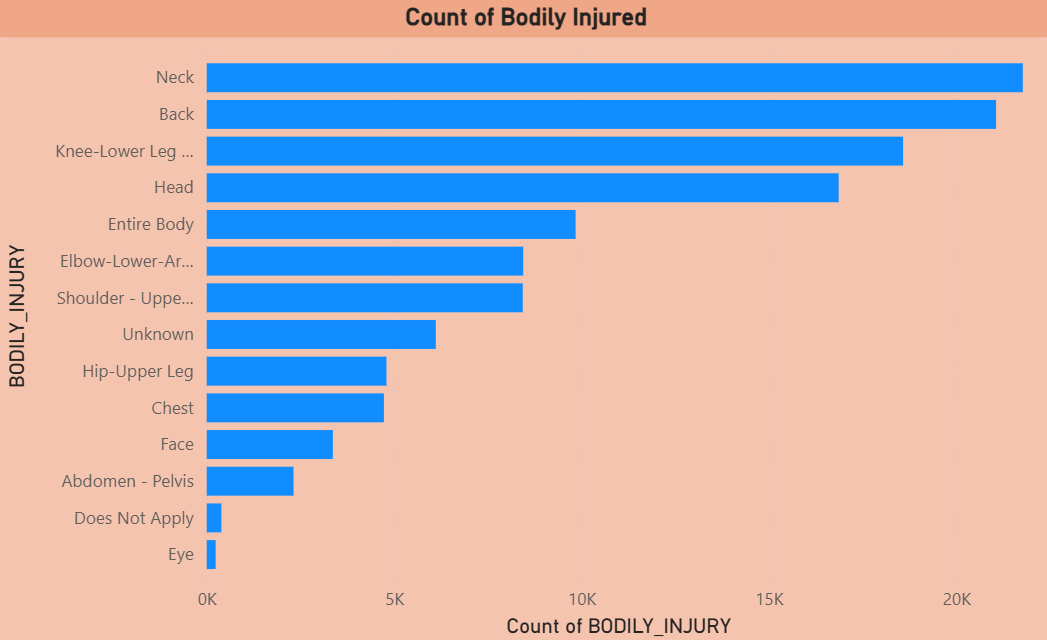 Count of Bodily Injured
BODILY_INJURY
Neck
Back
Knee-Lower Leg ...
Head
Entire Body
Elbow-Lower-Ar...
Shoulder - Uppe...
Unknown
Hip-Upper Leg
Chest
Face
Abdomen - Pelvis
Does Not Apply
Eye
0K 5K 10K 15K 20K
Count of BODILY_INJURY